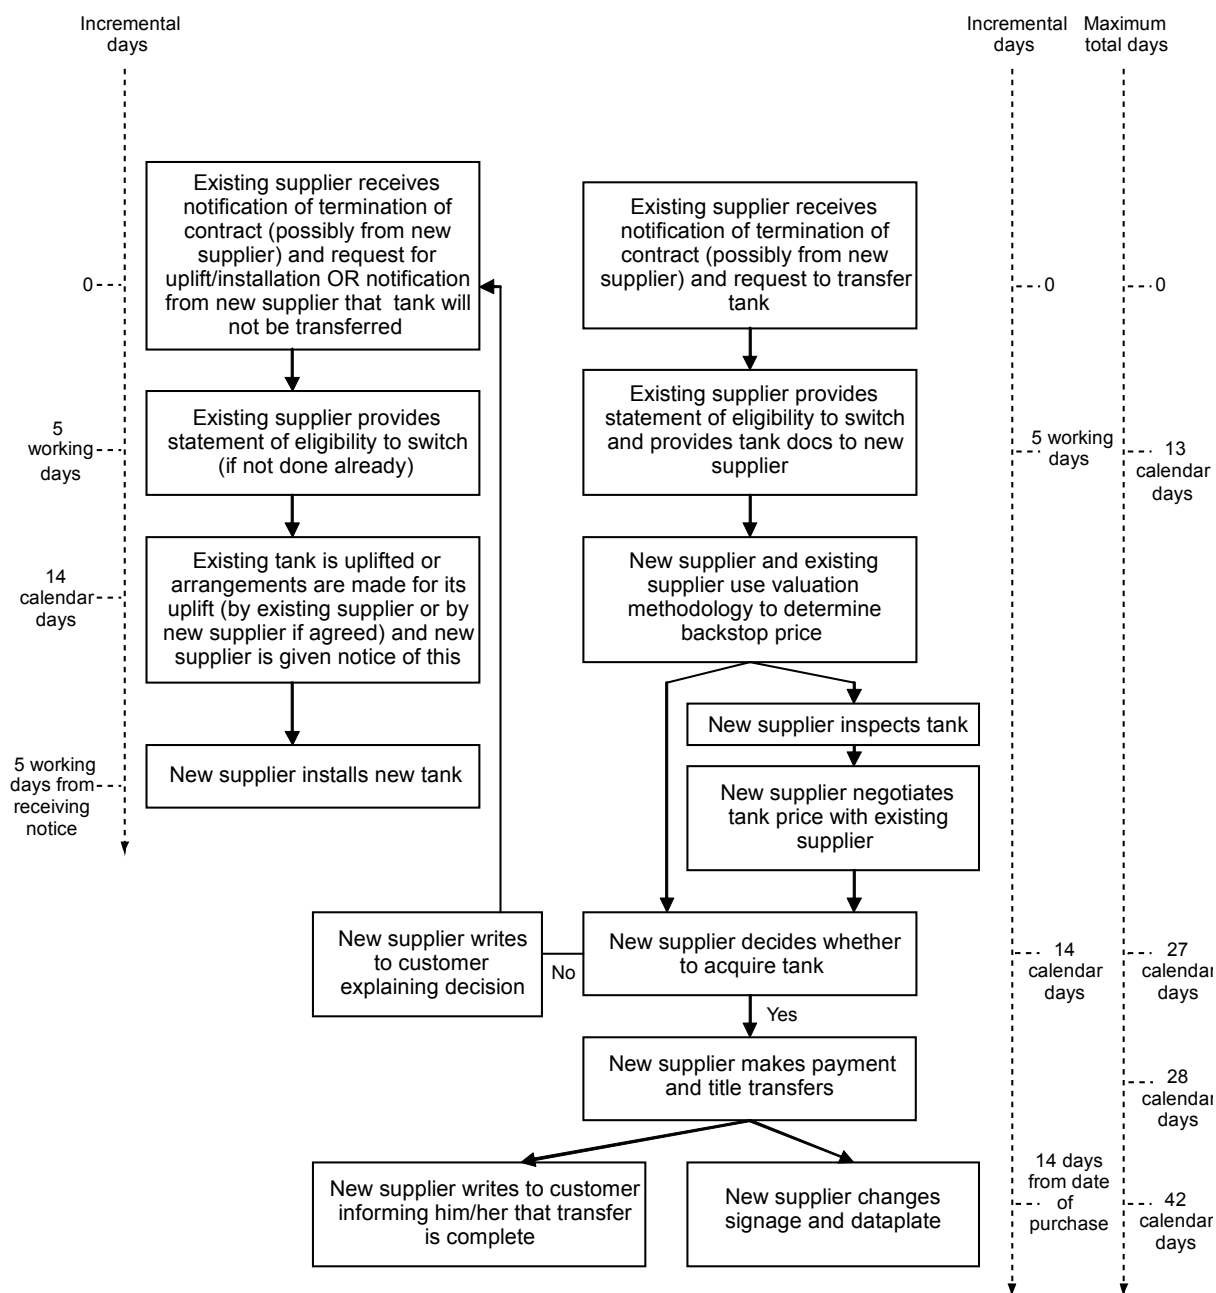 Incremental
days
Incremental
days
Maximum
total days
Existing supplier receives
notification of termination of
contract (possibly from new
supplier) and request for
uplift/installation OR notification
from new supplier that tank will
not be transferred
Existing supplier receives
notification of termination of
contract (possibly from new
supplier) and request to transfer
tank
0
0
0
Existing supplier provides
statement of eligibility to switch
(if not done already)
Existing supplier provides
statement of eligibility to switch
and provides tank docs to new
supplier
5
working
days
5 working
days
13
calendar
days
Existing tank is uplifted or
arrangements are made for its
uplift (by existing supplier or by
new supplier if agreed) and new
supplier is given notice of this
New supplier and existing
supplier use valuation
methodology to determine
backstop price
14
calendar
days
New supplier inspects tank
New supplier installs new tank
5 working
days from
receiving
notice
New supplier negotiates
tank price with existing
supplier
New supplier writes
to customer
explaining decision
No
New supplier decides whether
to acquire tank
14
calendar
days
27
calendar
days
Yes
New supplier makes payment
and title transfers
28
calendar
days
New supplier writes to customer
informing him/her that transfer
is complete
New supplier changes
signage and dataplate
14 days
from date
of
purchase
42
calendar
days